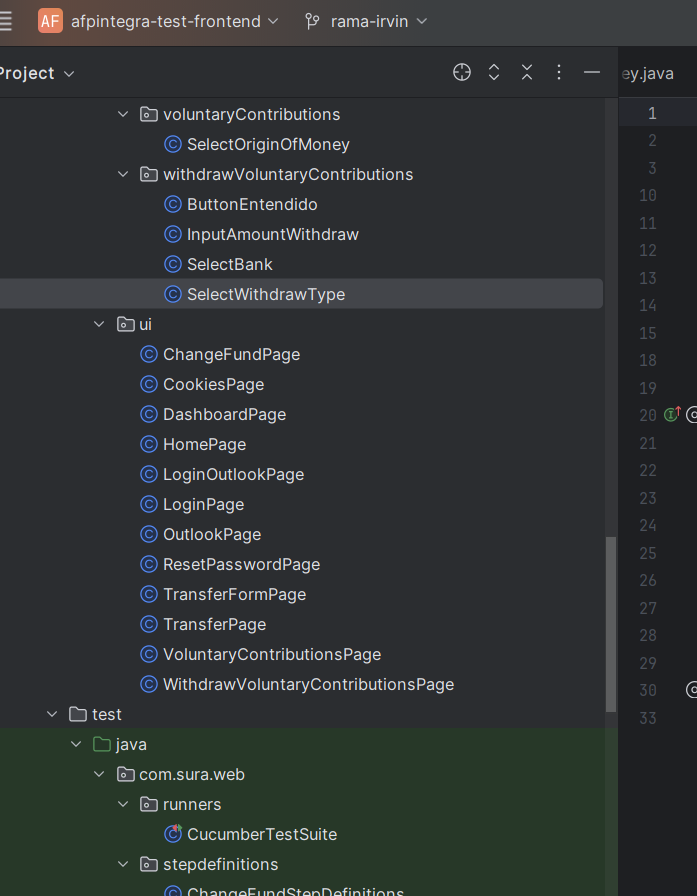 AF afpintegra-test-frontend rama-irvin
Project
ey.java
voluntaryContributions
SelectOriginOfMoney
withdrawVoluntaryContributions
ButtonEntendido
InputAmountWithdraw
SelectBank
SelectWithdrawType
ui
ChangeFundPage
CookiesPage
DashboardPage
HomePage
LoginOutlookPage
LoginPage
OutlookPage
ResetPasswordPage
TransferFormPage
TransferPage
VoluntaryContributionsPage
WithdrawVoluntaryContributionsPage
test
java
com.sura.web
runners
CucumberTestSuite
stepdefinitions
ChangeFundStepDefinitions
1
2
3
10
11
12
13
14
15
18
19
20
21
22
23
24
25
26
27
28
29
30
33